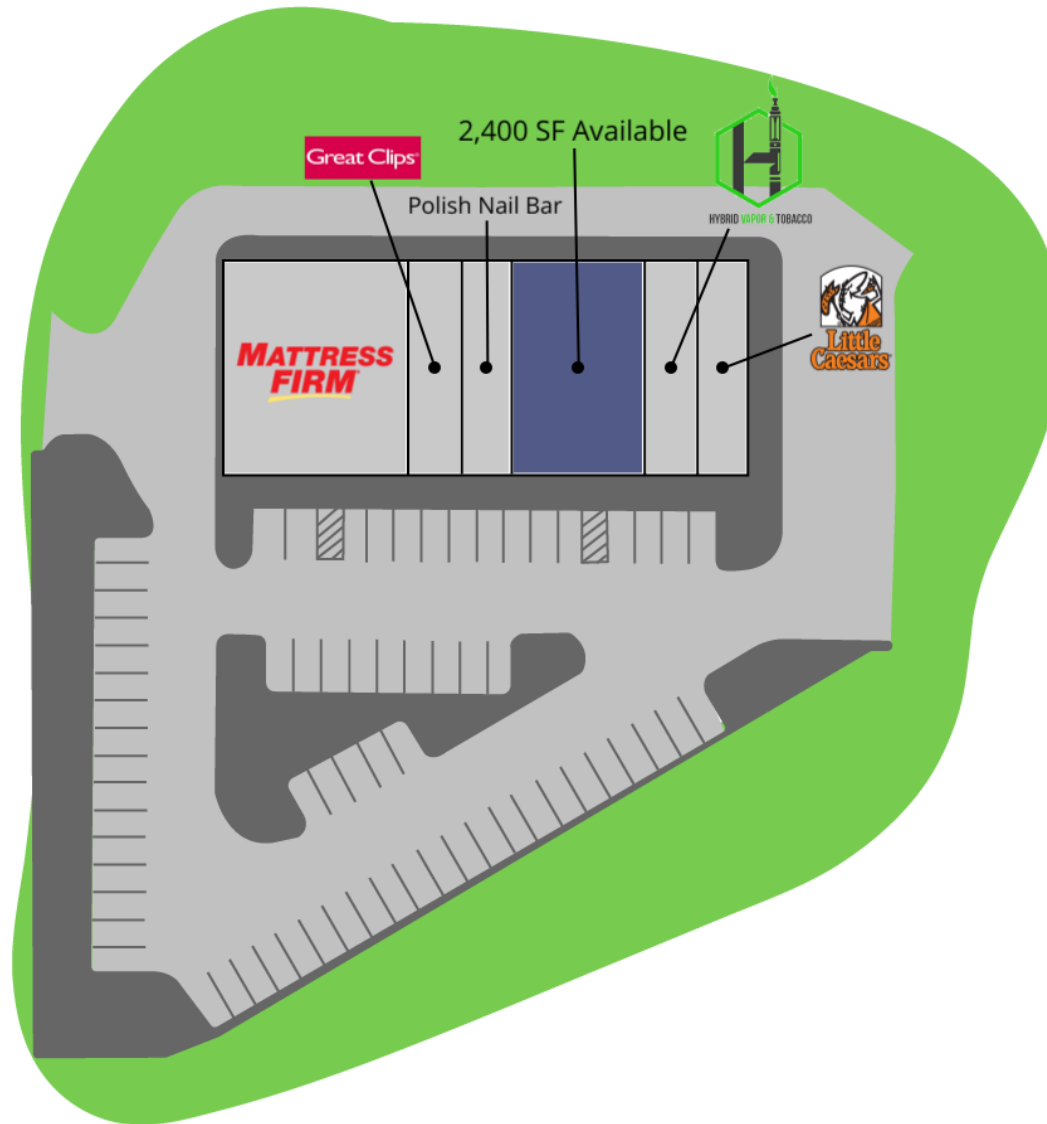 2,400 SF Available
Great Clips
Polish Nail Bar
H
HYBRID VAPOR & TOBACCO
MATTRESS
FIRM
Little
Caesars